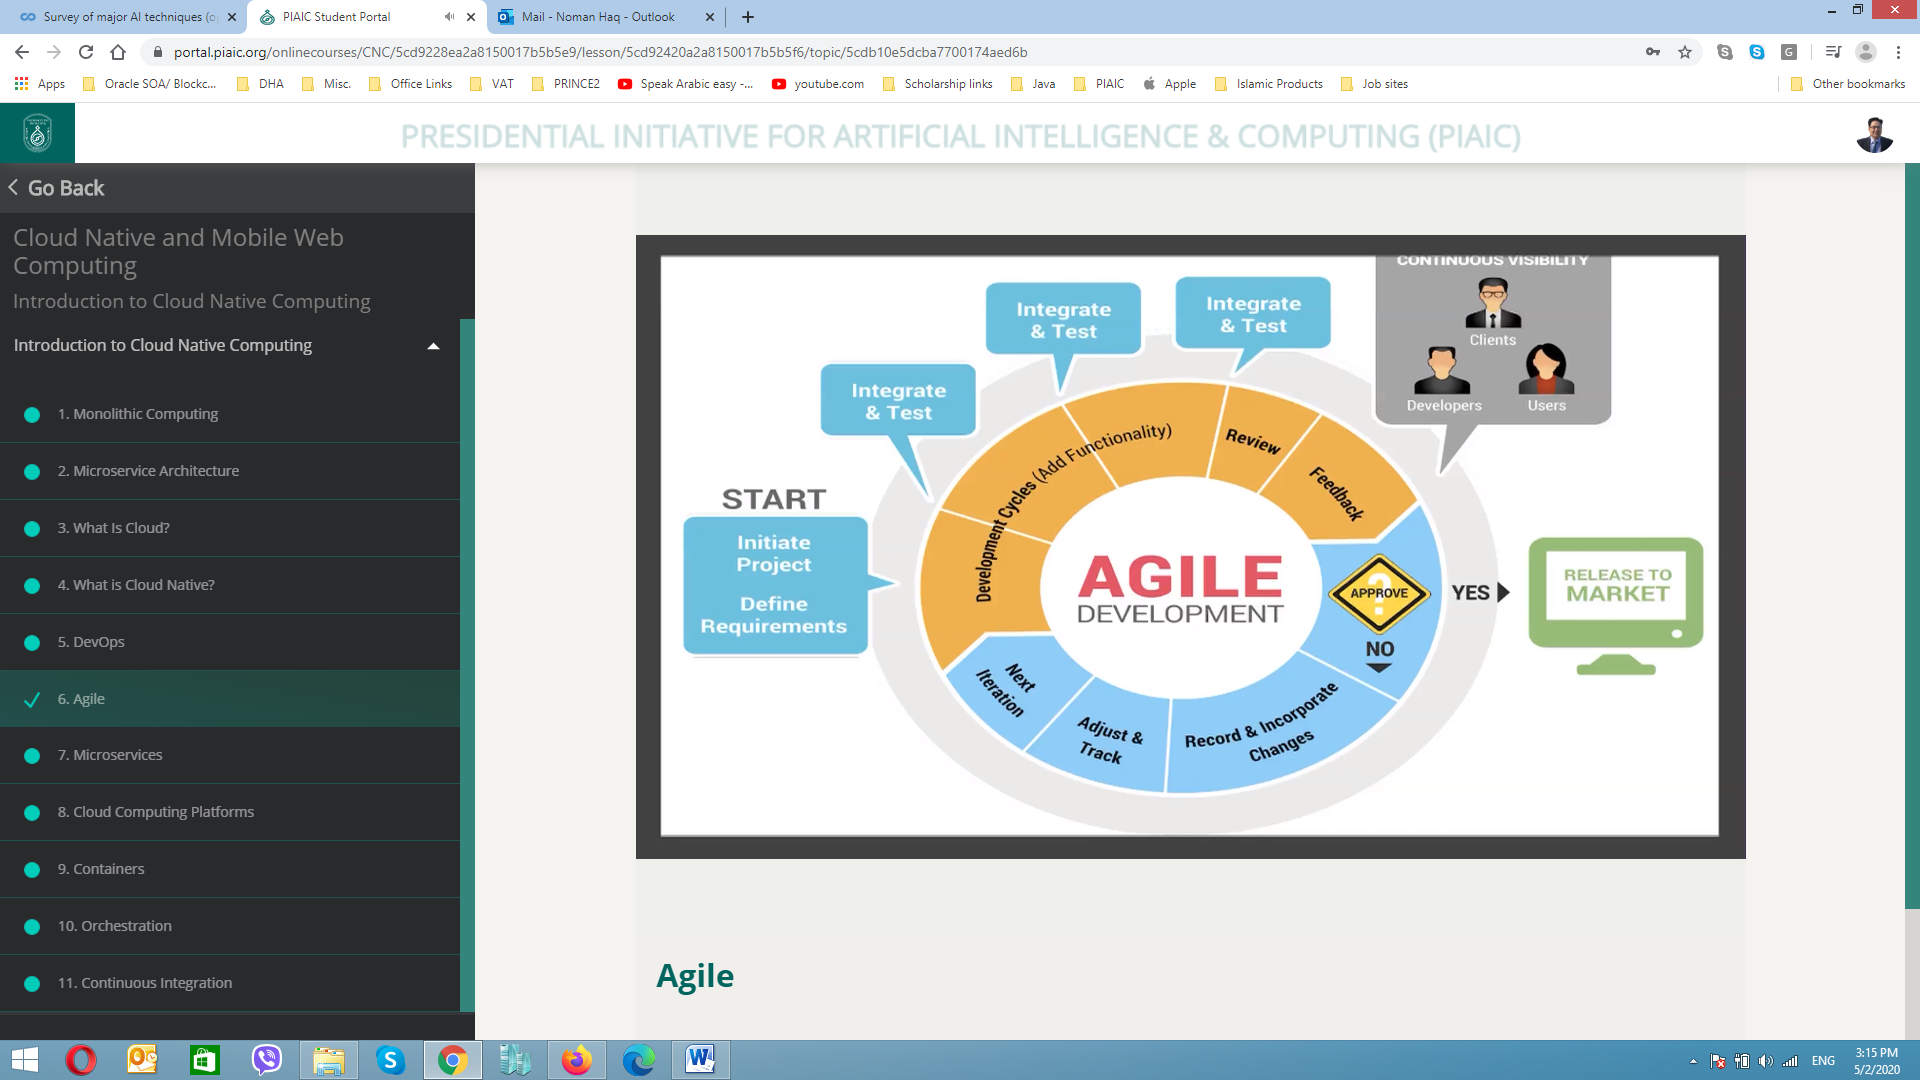 Survey of major AI techniques (o
PIAIC Student Portal
Mail - Noman Haq - Outlook
portal.piaic.org/onlinecourses/CNC/5cd9228ea2a8150017b5b5e9/lesson/5cd92420a2a8150017b5b5f6/topic/5cdb10e5dcba7700174aed6b
Apps
Oracle SOA/ Blockc...
DHA
Misc.
Office Links
VAT
PRINCE2
Speak Arabic easy -...
youtube.com
Scholarship links
Java
PIAIC
Apple
Islamic Products
Job sites
Other bookmarks
PRESIDENTIAL INITIATIVE FOR ARTIFICIAL INTELLIGENCE & COMPUTING (PIAIC)
Go Back
Cloud Native and Mobile Web
Computing
Introduction to Cloud Native Computing
Introduction to Cloud Native Computing
1. Monolithic Computing
2. Microservice Architecture
3. What Is Cloud?
4. What is Cloud Native?
5. DevOps
6. Agile
7. Microservices
8. Cloud Computing Platforms
9. Containers
10. Orchestration
11. Continuous Integration
CONTINUOUS VISIBILITY
Clients
Developers
Users
Integrate
& Test
Integrate
& Test
Integrate
& Test
START
Initiate
Project
Define
Requirements
Development Cycles (Add Functionality)
Review
Feedback
AGILE
DEVELOPMENT
?
APPROVE
YES
NO
RELEASE TO
MARKET
Record & Incorporate
Changes
Adjust &
Track
Next
Iteration
Agile
ENG
3:15 PM
5/2/2020